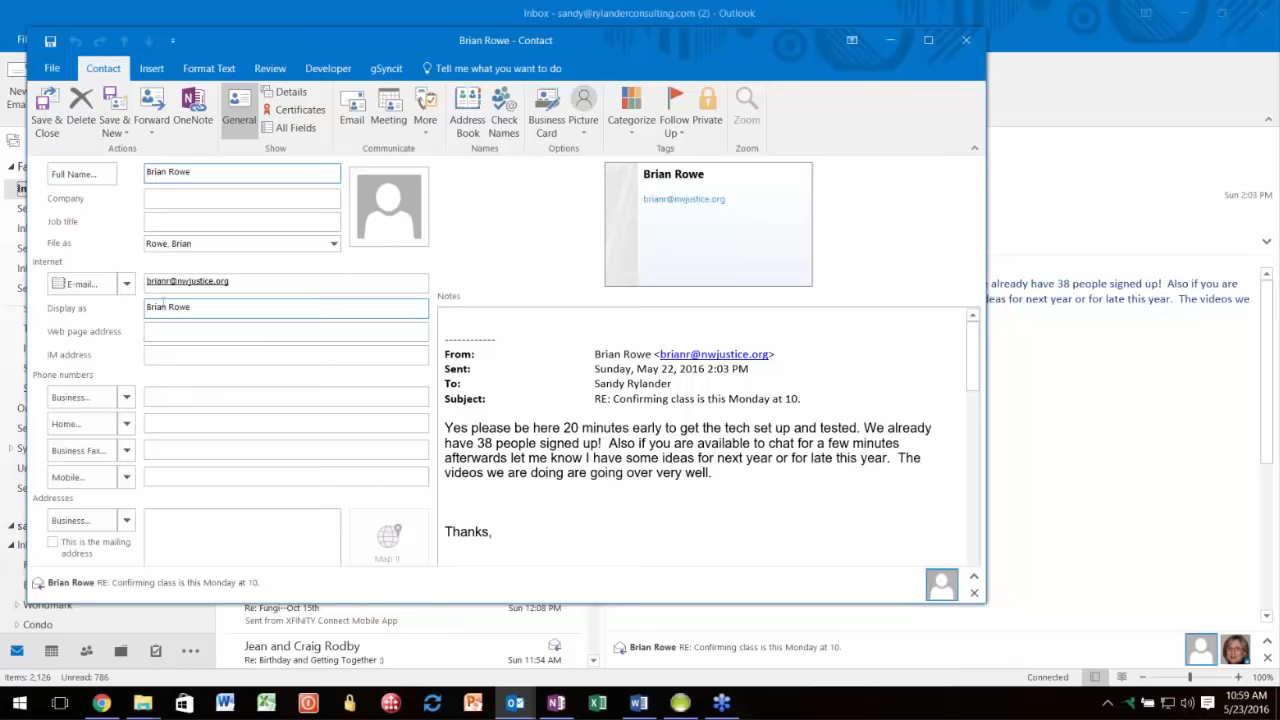 Inbox - sandy@rylanderconsulting.com (2) - Outlook
Brian Rowe - Contact
File Contact Insert Format Text Review Developer gSyncit Tell me what you want to do
Save & Close
Delete
Save & New
Forward
OneNote
General
Details
Certificates
All Fields
Email
Meeting
More
Address Book
Check Names
Business Card
Picture
Categorize
Follow Up
Private
Zoom
Actions Show Communicate Names Options Tags Zoom
Full Name... Brian Rowe
Company
Job title
File as Rowe, Brian
Internet
E-mail... brianr@nwjustice.org
Display as Brian Rowe
Web page address
IM address
Phone numbers
Business...
Home...
Business Fax...
Mobile...
Addresses
Business...
This is the mailing
address
Map It
Brian Rowe
brianr@nwjustice.org
Notes
------------
From: Brian Rowe <brianr@nwjustice.org>
Sent: Sunday, May 22, 2016 2:03 PM
To: Sandy Rylander
Subject: RE: Confirming class is this Monday at 10.
Yes please be here 20 minutes early to get the tech set up and tested. We already
have 38 people signed up! Also if you are available to chat for a few minutes
afterwards let me know I have some ideas for next year or for late this year. The
videos we are doing are going over very well.
Thanks,
Brian Rowe RE: Confirming class is this Monday at 10.
Sun 2:03 PM
already have 38 people signed up! Also if you are
deas for next year or for late this year. The videos we
Condo
Re: Fungi--Oct 15th Sun 12:08 PM
Sent from XFINITY Connect Mobile App
Jean and Craig Rodby
Re: Birthday and Getting Together :) Sun 11:54 AM
Brian Rowe RE: Confirming class is this Monday at 10.
Items: 2,126 Unread: 786
Connected
100%
10:59 AM
5/23/2016